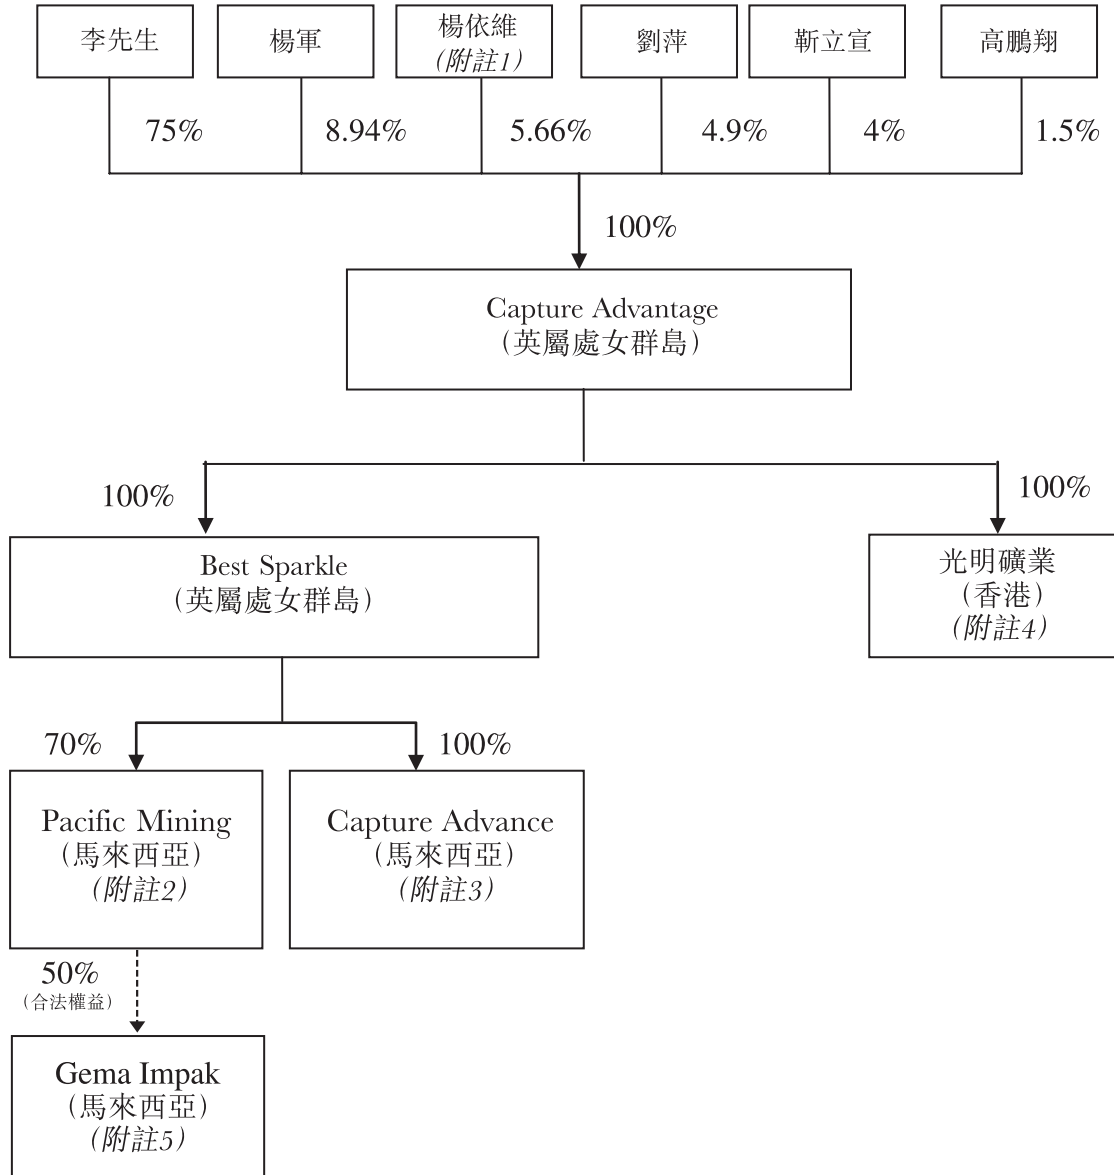 李先生
楊軍
楊依維
(附註1)
劉萍
靳立宣
高鵬翔
75%
8.94%
5.66%
4.9%
4%
1.5%
100%
Capture Advantage
(英屬處女群島)
100%
100%
Best Sparkle
(英屬處女群島)
光明礦業
(香港)
(附註4)
70%
100%
Pacific Mining
(馬來西亞)
(附註2)
Capture Advance
(馬來西亞)
(附註3)
50%
(合法權益)
Gema Impak
(馬來西亞)
(附註5)